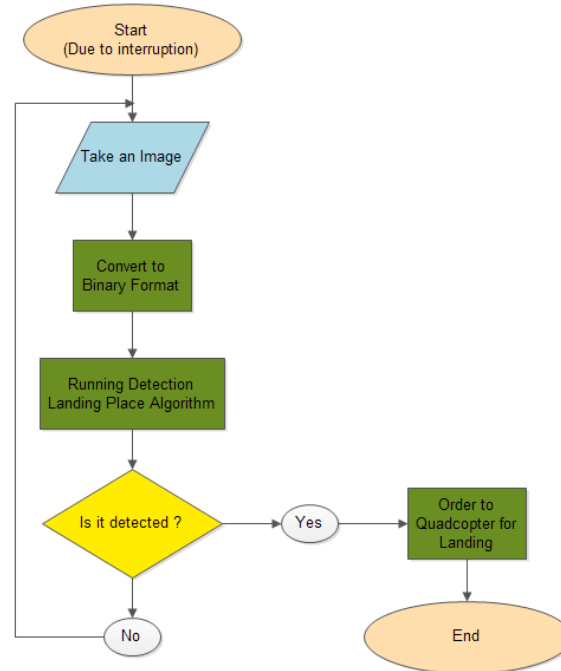 Start
(Due to interruption)
Take an Image
Convert to
Binary Format
Running Detection
Landing Place Algorithm
Is it detected ?
Yes
Order to
Quadcopter for
Landing
No
End